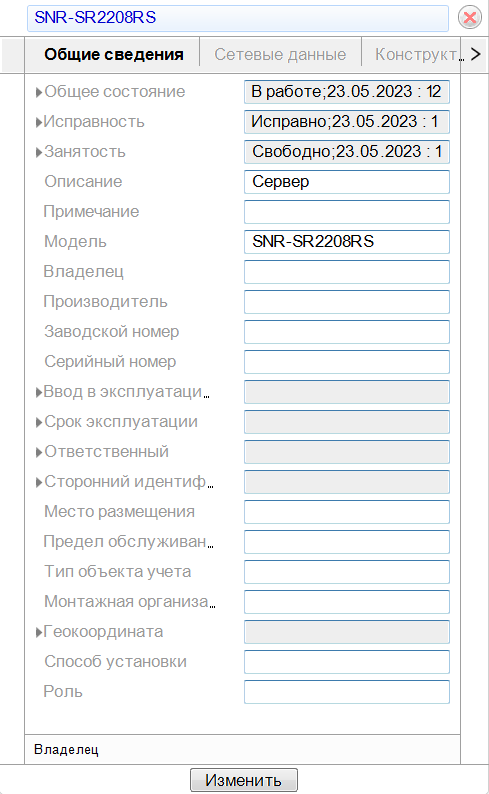 SNR-SR2208RS
Общие сведения Сетевые данные Конструкт...
Общее состояние В работе;23.05.2023 : 12
Исправность Исправно;23.05.2023 : 1
Занятость Свободно;23.05.2023 : 1
Описание Сервер
Примечание
Модель SNR-SR2208RS
Владелец
Производитель
Заводской номер
Серийный номер
Ввод в эксплуатаци...
Срок эксплуатации
Ответственный
Сторонний идентиф...
Место размещения
Предел обслуживан...
Тип объекта учета
Монтажная организа...
Геокоордината
Способ установки
Роль
Владелец
Изменить